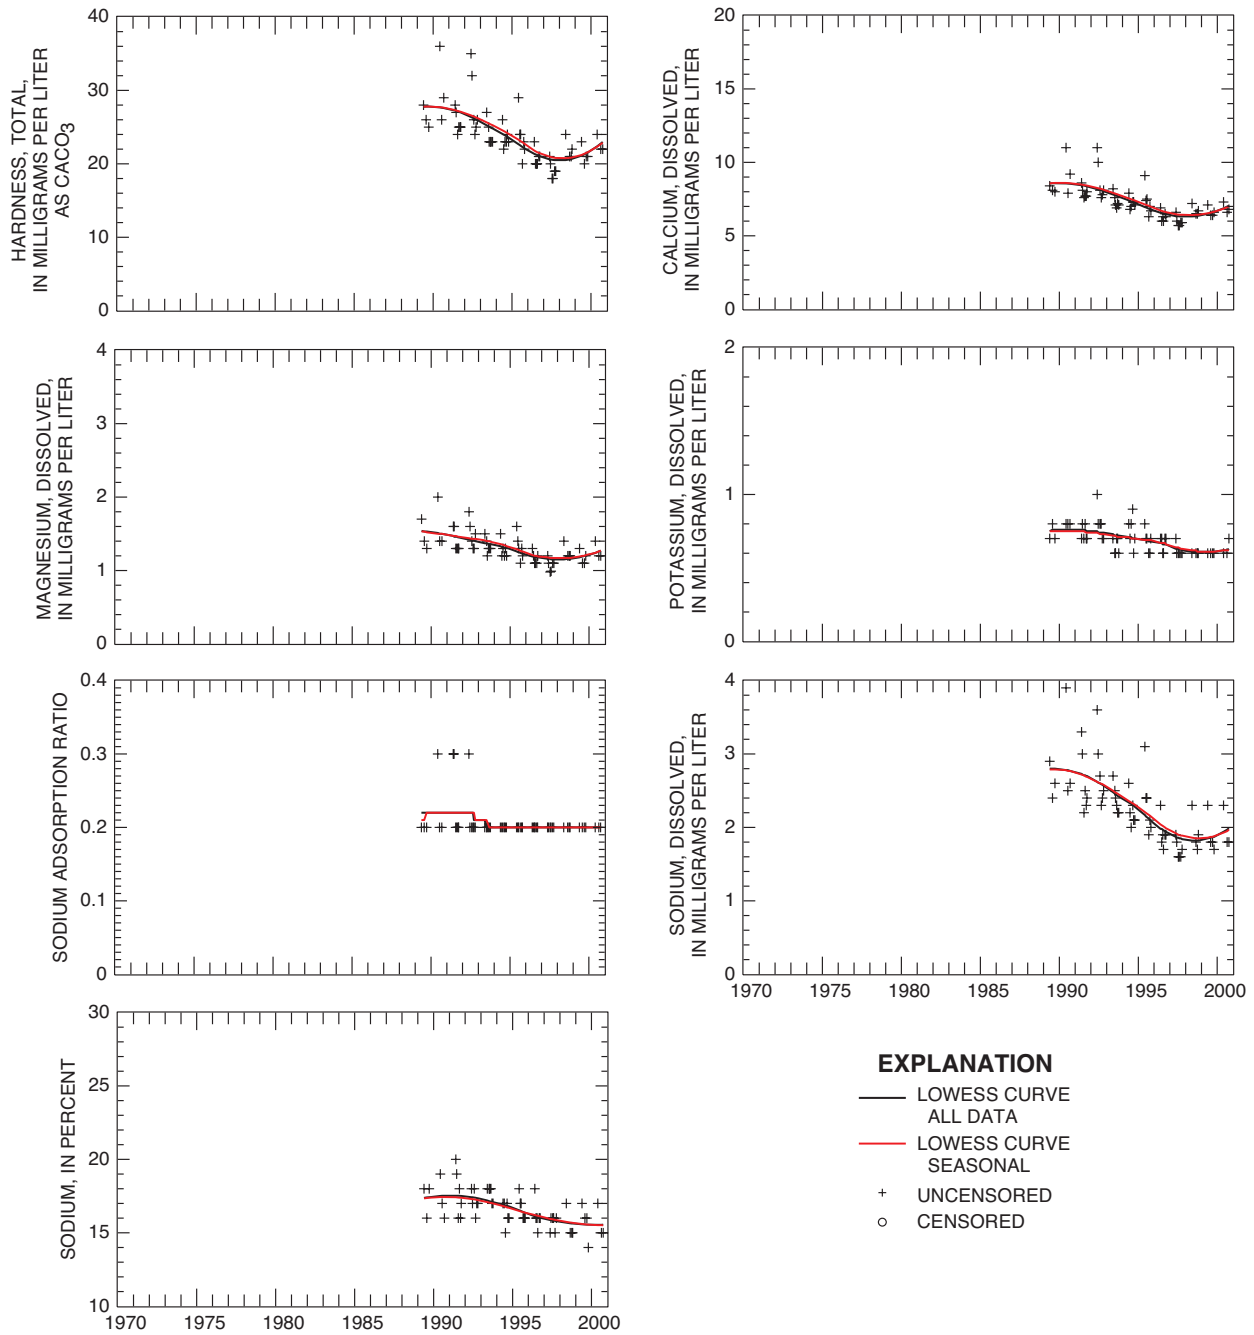 HARDNESS, TOTAL,
IN MILLIGRAMS PER LITER
AS CACO3
40
30
20
10
0
CALCIUM, DISSOLVED,
IN MILLIGRAMS PER LITER
20
15
10
5
0
MAGNESIUM, DISSOLVED,
IN MILLIGRAMS PER LITER
4
3
2
1
0
POTASSIUM, DISSOLVED,
IN MILLIGRAMS PER LITER
2
1
0
SODIUM ADSORPTION RATIO
0.4
0.3
0.2
0.1
0
SODIUM, DISSOLVED,
IN MILLIGRAMS PER LITER
4
3
2
1
0
1970 1975 1980 1985 1990 1995 2000
SODIUM, IN PERCENT
30
25
20
15
10
1970 1975 1980 1985 1990 1995 2000
EXPLANATION
LOWESS CURVE
ALL DATA
LOWESS CURVE
SEASONAL
UNCENSORED
CENSORED